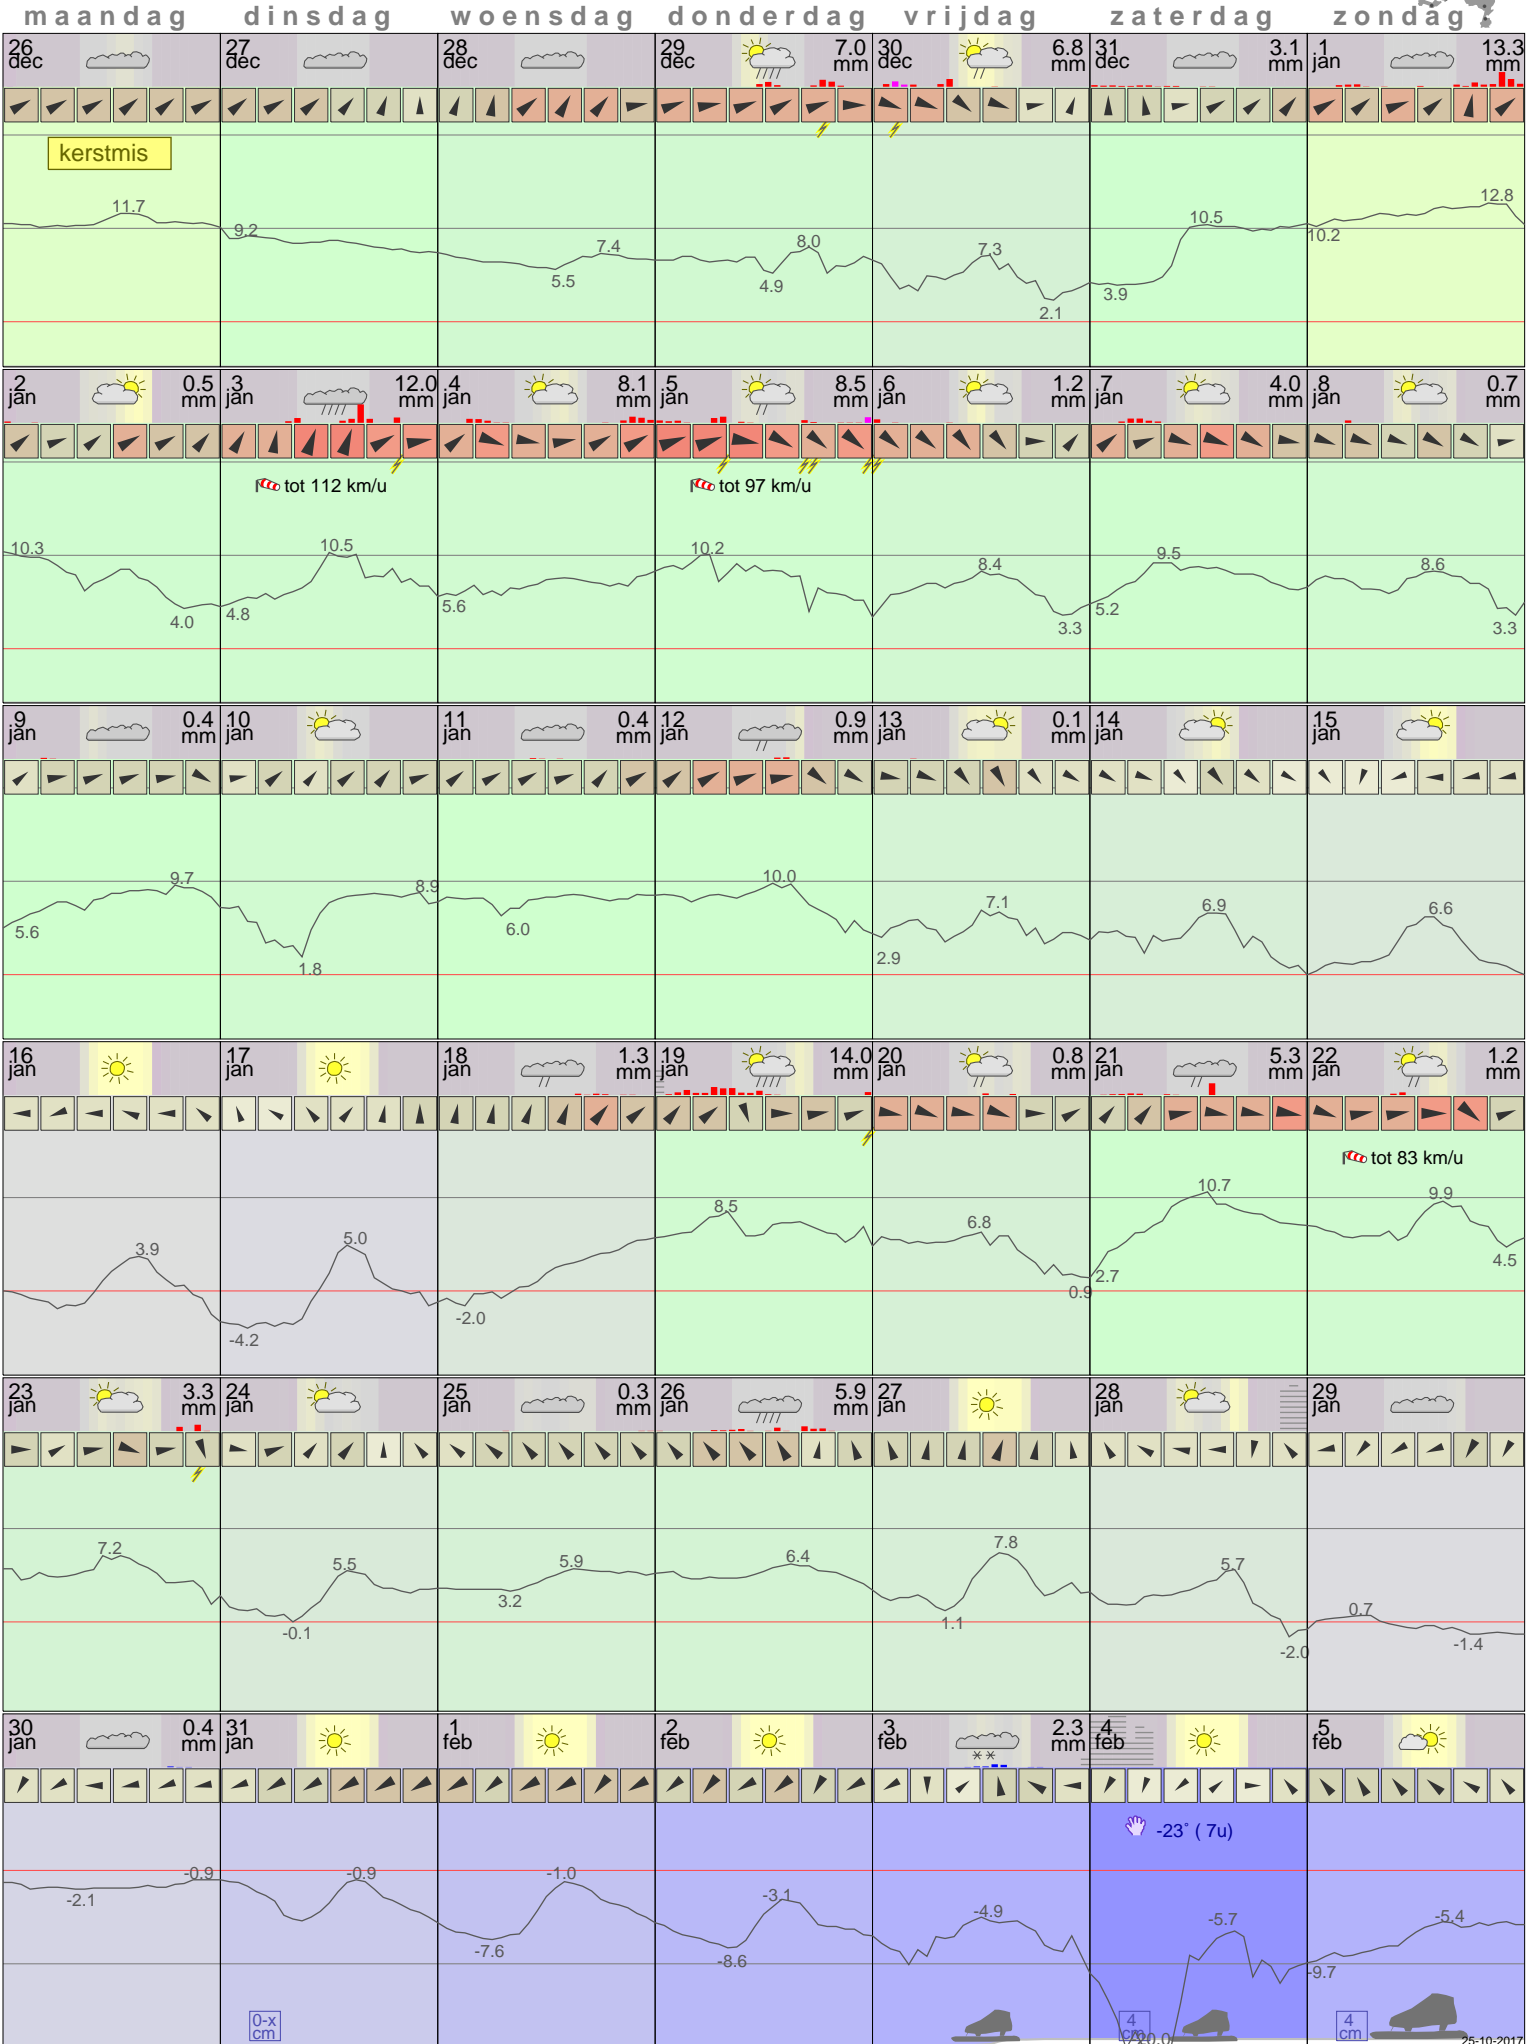 maandag dinsdag woensdag donderdag vrijdag zaterdag zondag
26 27 28 29 7.0 30 6.8 31 3.1 .1 13.3
dec dec dec dec mm dec mm dec mm jan mm
kerstmis
11.7 9.2 5.5 7.4 4.9 8.0 7.3 2.1 3.9 10.5 10.2 12.8
.2 0.5 .3 12.0 .4 8.1 .5 8.5 .6 1.2 .7 4.0 .8 0.7
jan mm jan mm jan mm jan mm jan mm jan mm jan mm
tot 112 km/u tot 97 km/u
10.3 4.0 4.8 10.5 5.6 10.2 8.4 3.3 5.2 9.5 8.6 3.3
.9 0.4 10 11 0.4 12 0.9 13 0.1 14 15
jan mm jan jan mm jan mm jan mm jan jan
5.6 9.7 1.8 8.9 6.0 10.0 2.9 7.1 6.9 6.6
16 17 18 1.3 19 14.0 20 0.8 21 5.3 22 1.2
jan jan jan mm jan mm jan mm jan mm jan mm
tot 83 km/u
3.9 -4.2 5.0 -2.0 8.5 6.8 0.9 2.7 10.7 9.9 4.5
23 3.3 24 25 0.3 26 5.9 27 28 29
jan mm jan jan mm jan mm jan jan jan
7.2 -0.1 5.5 3.2 5.9 6.4 1.1 7.8 5.7 -2.0 0.7 -1.4
30 0.4 31 .1 .2 .3 2.3 .4 .5
jan mm jan feb feb feb mm feb feb
-23° ( 7u)
-2.1 -0.9 -0.9 -7.6 -1.0 -8.6 -3.1 -4.9 -5.7 -9.7 -5.4
0-x 4 4
cm cm
25-10-2017